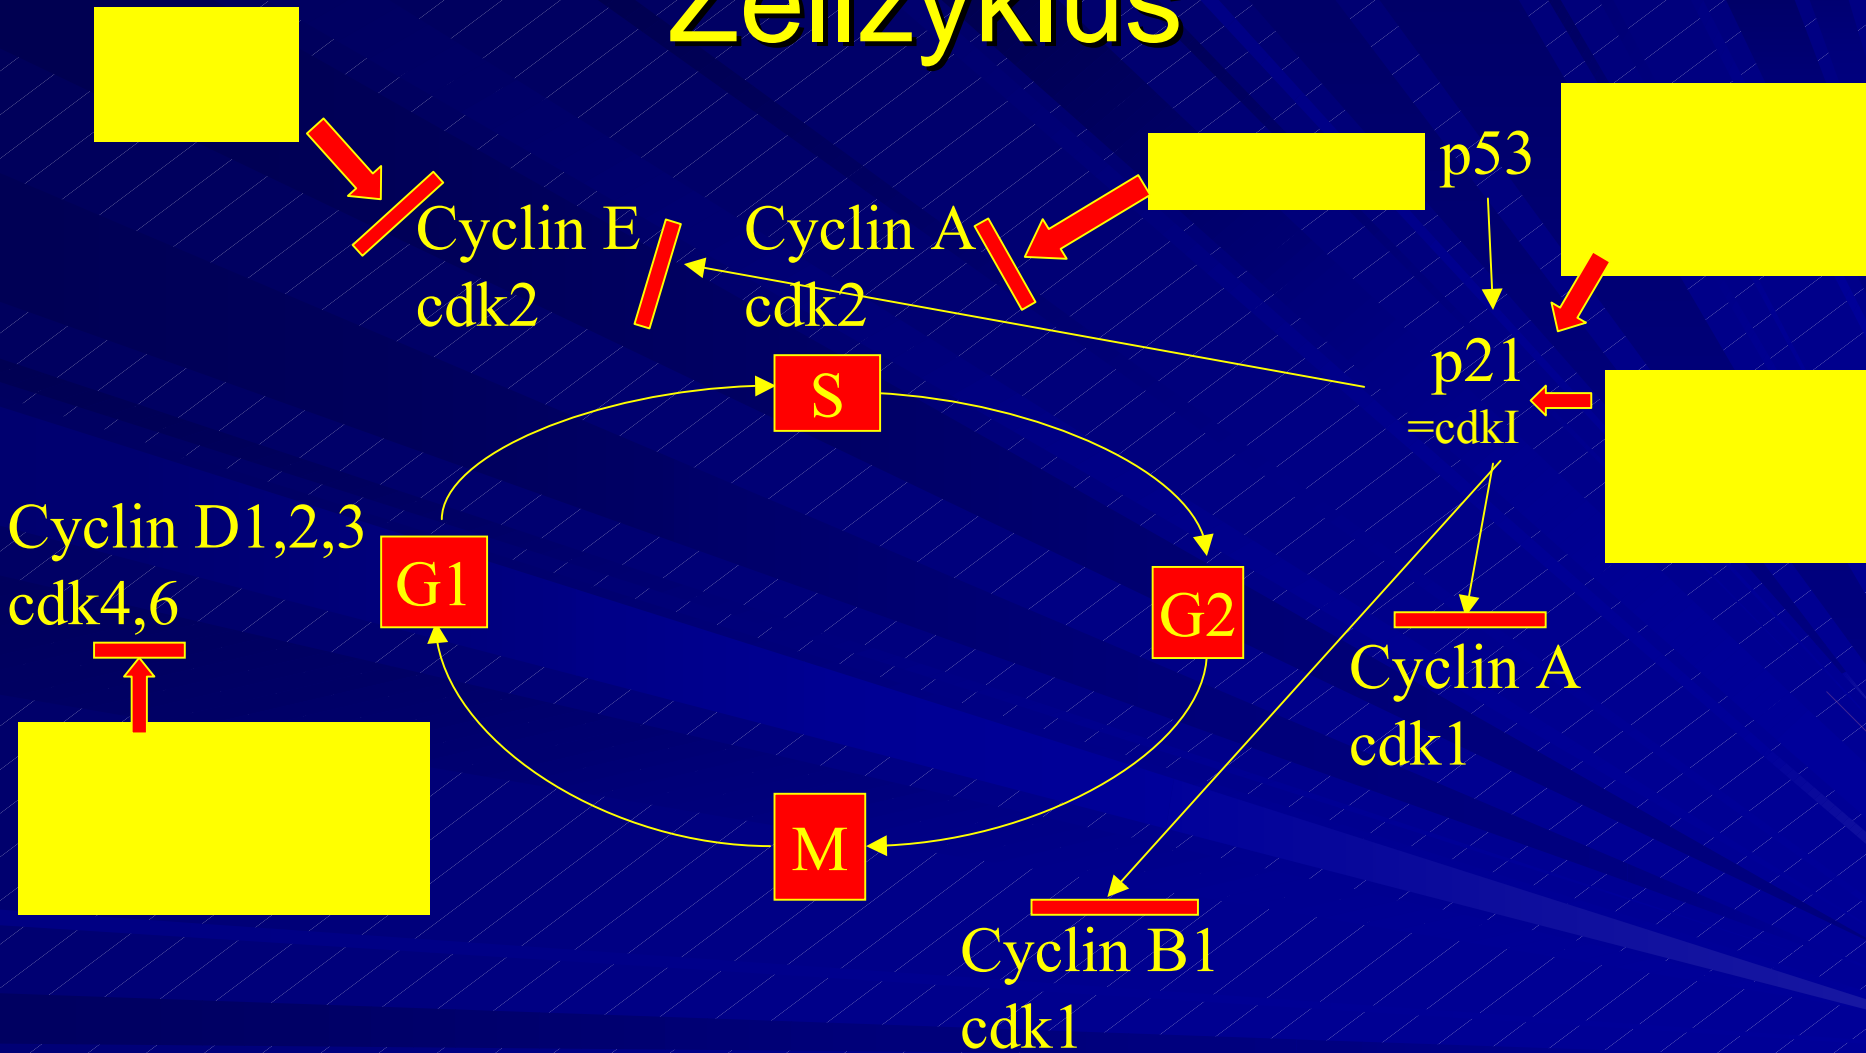 Zellzyklus
p53
Cyclin E
cdk2
Cyclin A
cdk2
p21
=cdkI
S
Cyclin D1,2,3
cdk4,6
G1
G2
Cyclin A
cdk1
M
Cyclin B1
cdk1